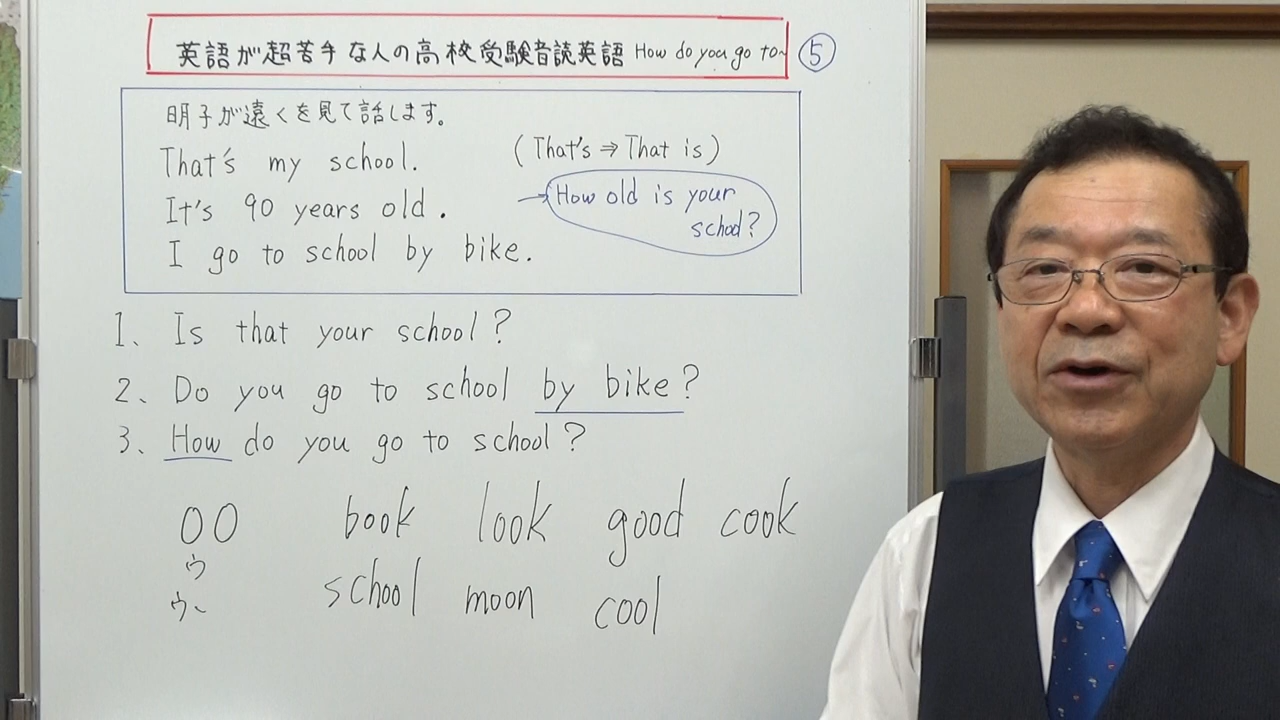 英語が超苦手な人の高校受験音読英語 How do you go to~ ⑤
明子が遠くを見て話します。
That's my school. (That's ⇒ That is)
It's 90 years old. → How old is your school?
I go to school by bike.
1、 Is that your school?
2、 Do you go to school by bike?
3、 How do you go to school?
oo book look good cook
ウ
ウー school moon cool